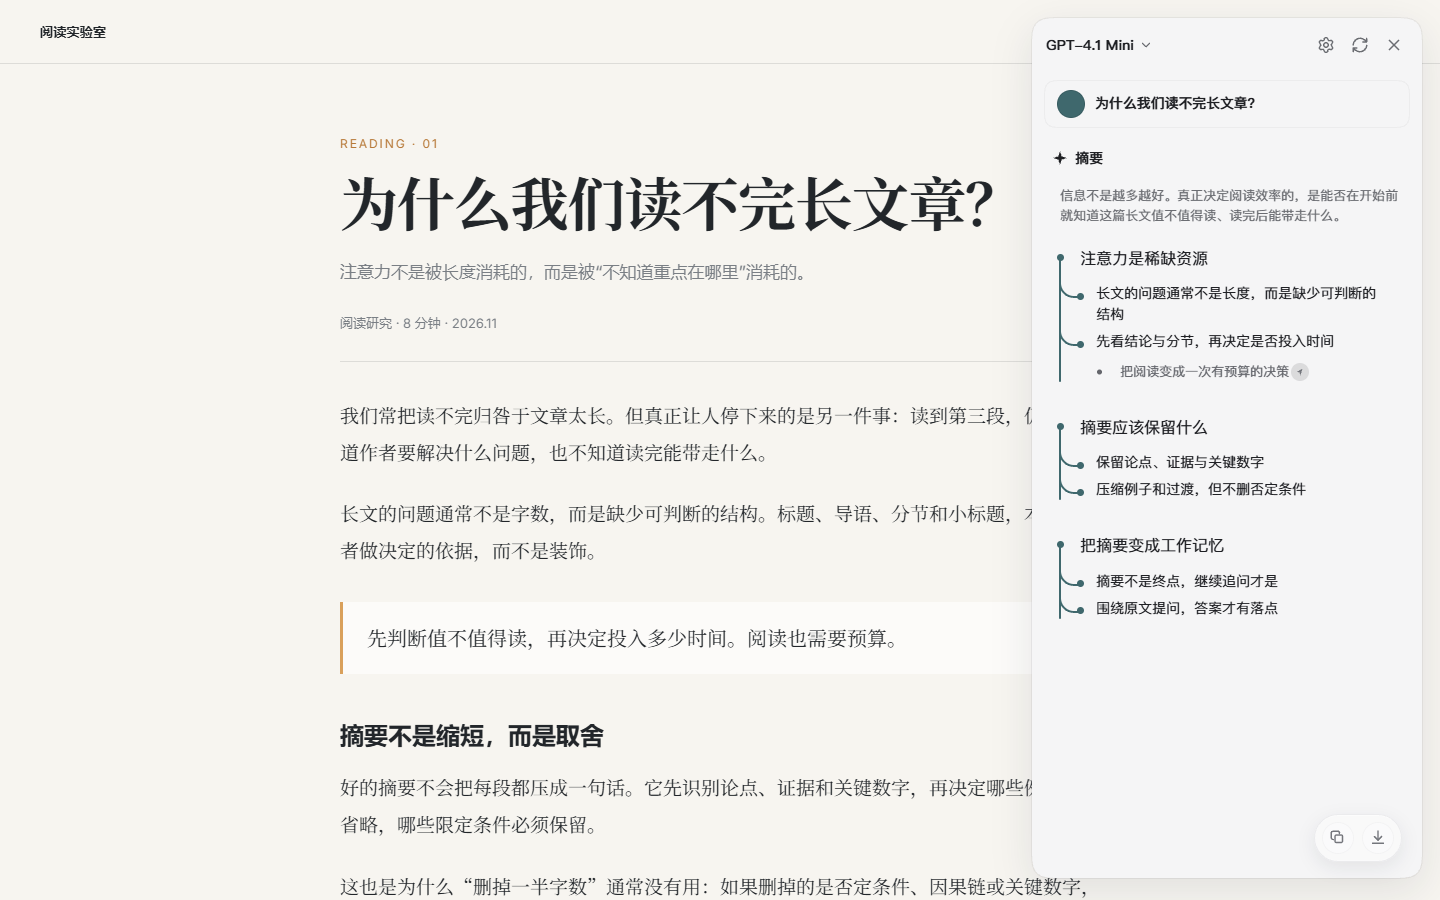 阅读实验室
READING · 01
为什么我们读不完长文章？
注意力不是被长度消耗的，而是被“不知道重点在哪里”消耗的。
阅读研究 · 8 分钟 · 2026.11
我们常把读不完归咎于文章太长。但真正让人停下来的是另一件事：读到第三段，
道作者要解决什么问题，也不知道读完能带走什么。
长文的问题通常不是字数，而是缺少可判断的结构。标题、导语、分节和小标题，
者做决定的依据，而不是装饰。
先判断值不值得读，再决定投入多少时间。阅读也需要预算。
摘要不是缩短，而是取舍
好的摘要不会把每段都压成一句话。它先识别论点、证据和关键数字，再决定哪些
省略，哪些限定条件必须保留。
这也是为什么“删掉一半字数”通常没有用：如果删掉的是否定条件、因果链或关键数字，
GPT-4.1 Mini
为什么我们读不完长文章？
摘要
信息不是越多越好。真正决定阅读效率的，是能否在开始前
就知道这篇长文值不值得读、读完后能带走什么。
注意力是稀缺资源
长文的问题通常不是长度，而是缺少可判断的
结构
先看结论与分节，再决定是否投入时间
把阅读变成一次有预算的决策
摘要应该保留什么
保留论点、证据与关键数字
压缩例子和过渡，但不删否定条件
把摘要变成工作记忆
摘要不是终点，继续追问才是
围绕原文提问，答案才有落点